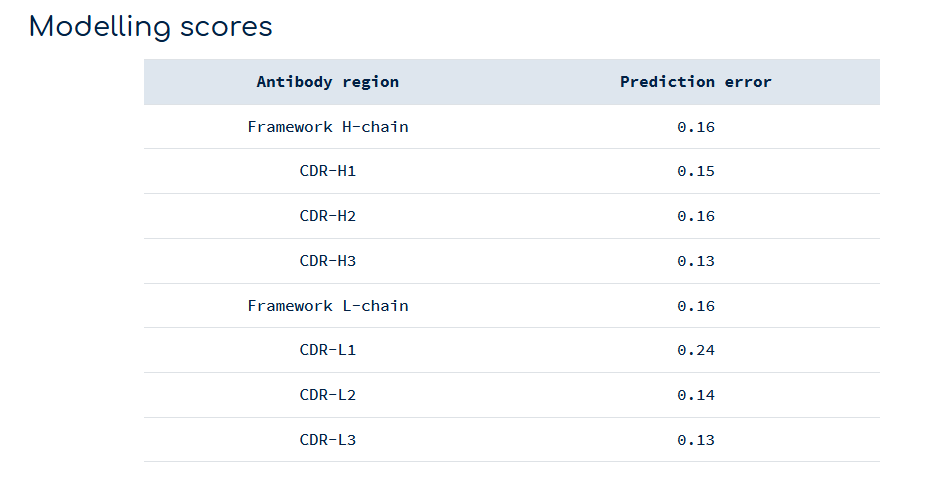 Modelling scores
Antibody region Prediction error
Framework H-chain 0.16
CDR-H1 0.15
CDR-H2 0.16
CDR-H3 0.13
Framework L-chain 0.16
CDR-L1 0.24
CDR-L2 0.14
CDR-L3 0.13